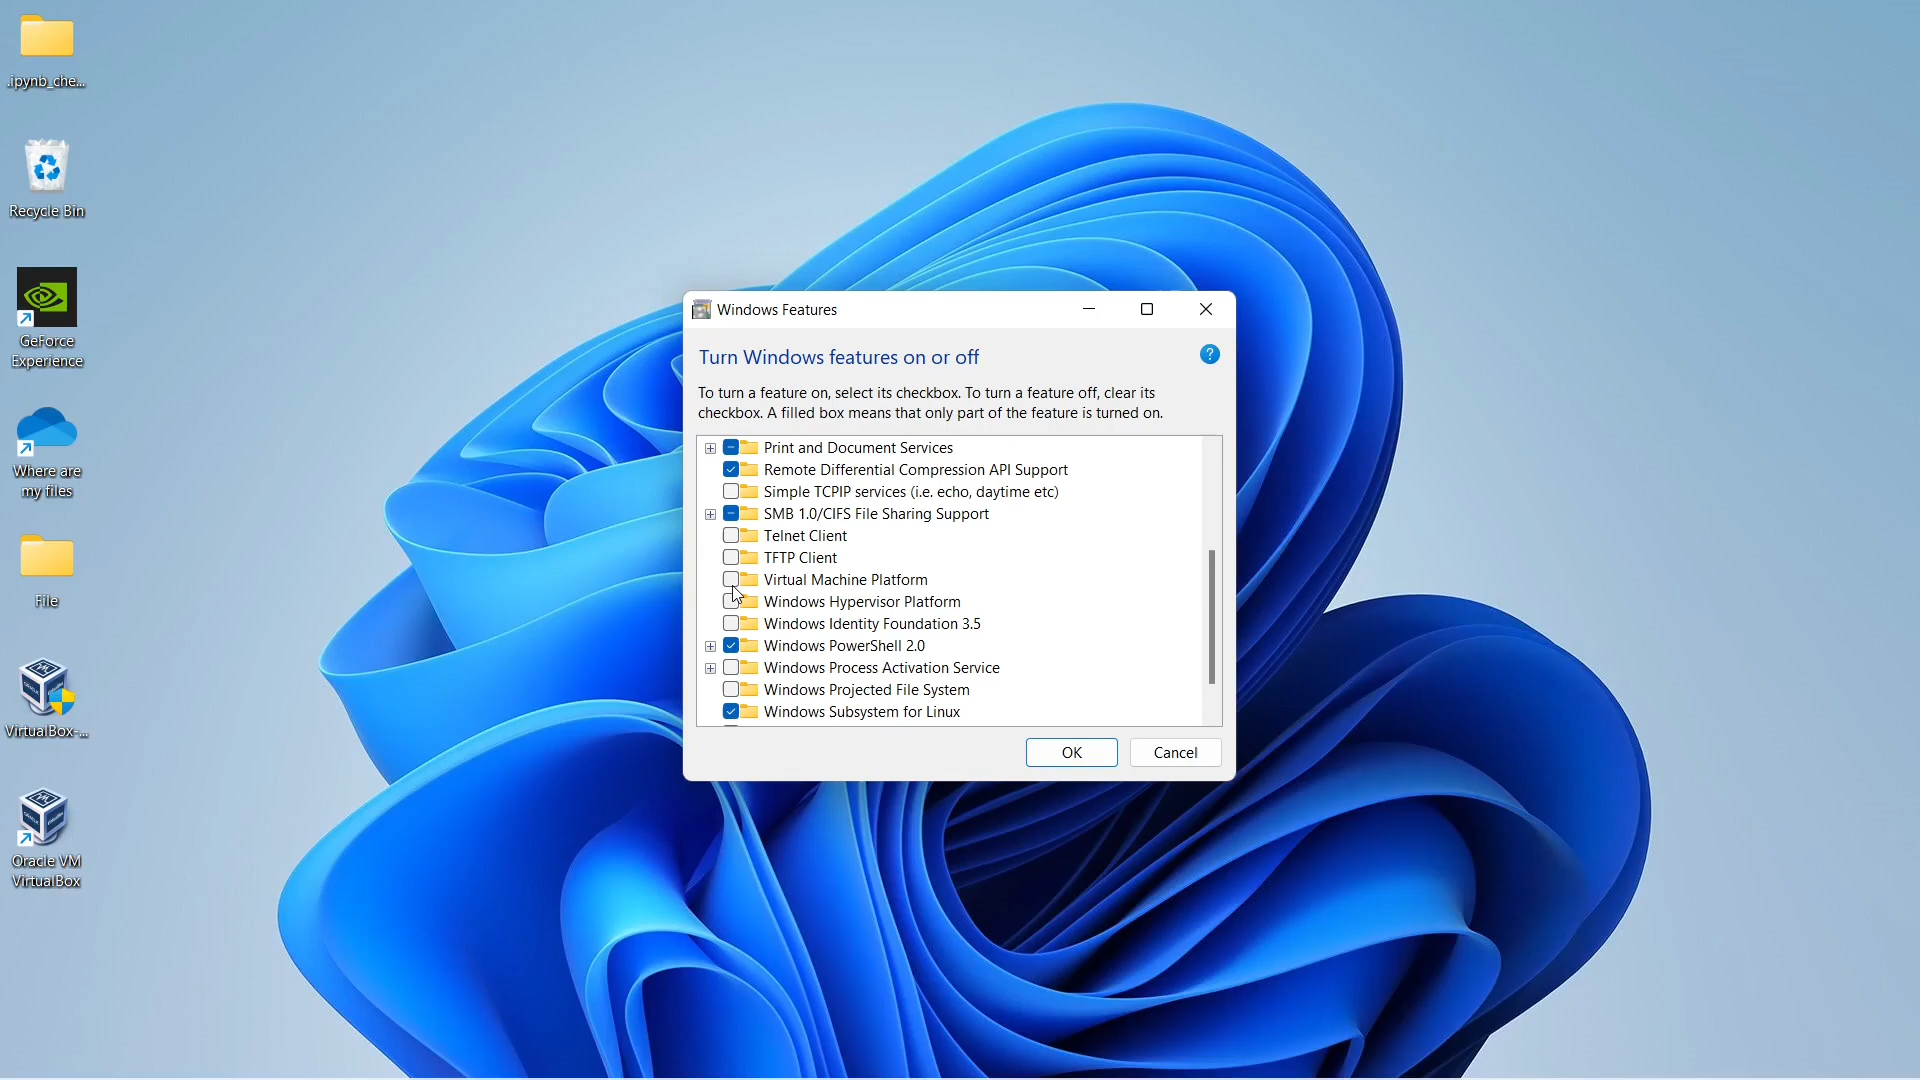 .ipynb_che...
Recycle Bin
GeForce
Experience
Where are
my files
File
VirtualBox-...
Oracle VM
VirtualBox
Windows Features
Turn Windows features on or off
To turn a feature on, select its checkbox. To turn a feature off, clear its
checkbox. A filled box means that only part of the feature is turned on.
Print and Document Services
Remote Differential Compression API Support
Simple TCPIP services (i.e. echo, daytime etc)
SMB 1.0/CIFS File Sharing Support
Telnet Client
TFTP Client
Virtual Machine Platform
Windows Hypervisor Platform
Windows Identity Foundation 3.5
Windows PowerShell 2.0
Windows Process Activation Service
Windows Projected File System
Windows Subsystem for Linux
OK
Cancel